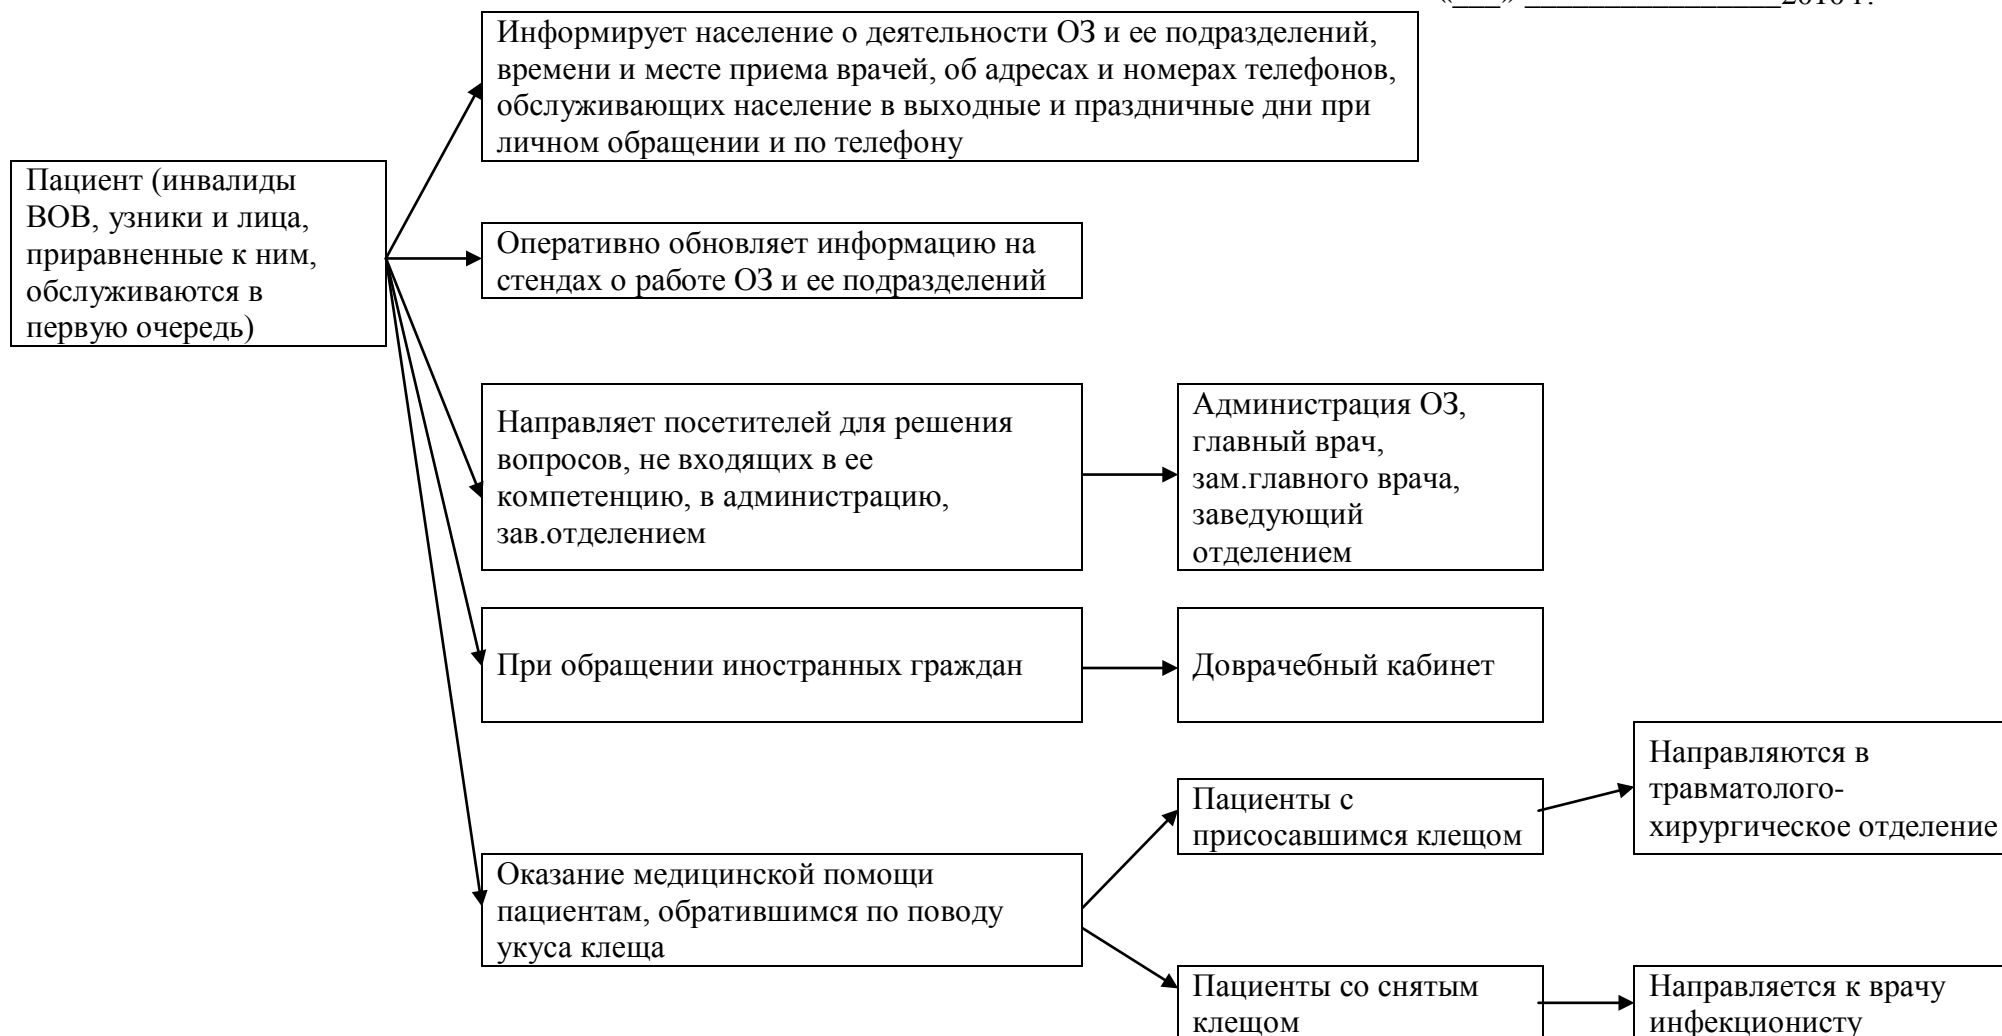 «___» ________________2016 г.
Информирует население о деятельности ОЗ и ее подразделений,
времени и месте приема врачей, об адресах и номерах телефонов,
обслуживающих население в выходные и праздничные дни при
личном обращении и по телефону
Пациент (инвалиды
ВОВ, узники и лица,
приравненные к ним,
обслуживаются в
первую очередь)
Оперативно обновляет информацию на
стендах о работе ОЗ и ее подразделений
Направляет посетителей для решения
вопросов, не входящих в ее
компетенцию, в администрацию,
зав.отделением
Администрация ОЗ,
главный врач,
зам.главного врача,
заведующий
отделением
При обращении иностранных граждан
Доврачебный кабинет
Оказание медицинской помощи
пациентам, обратившимся по поводу
укуса клеща
Пациенты с
присосавшимся клещом
Направляются в
травматолого-
хирургическое отделение
Пациенты со снятым
клещом
Направляется к врачу
инфекционисту